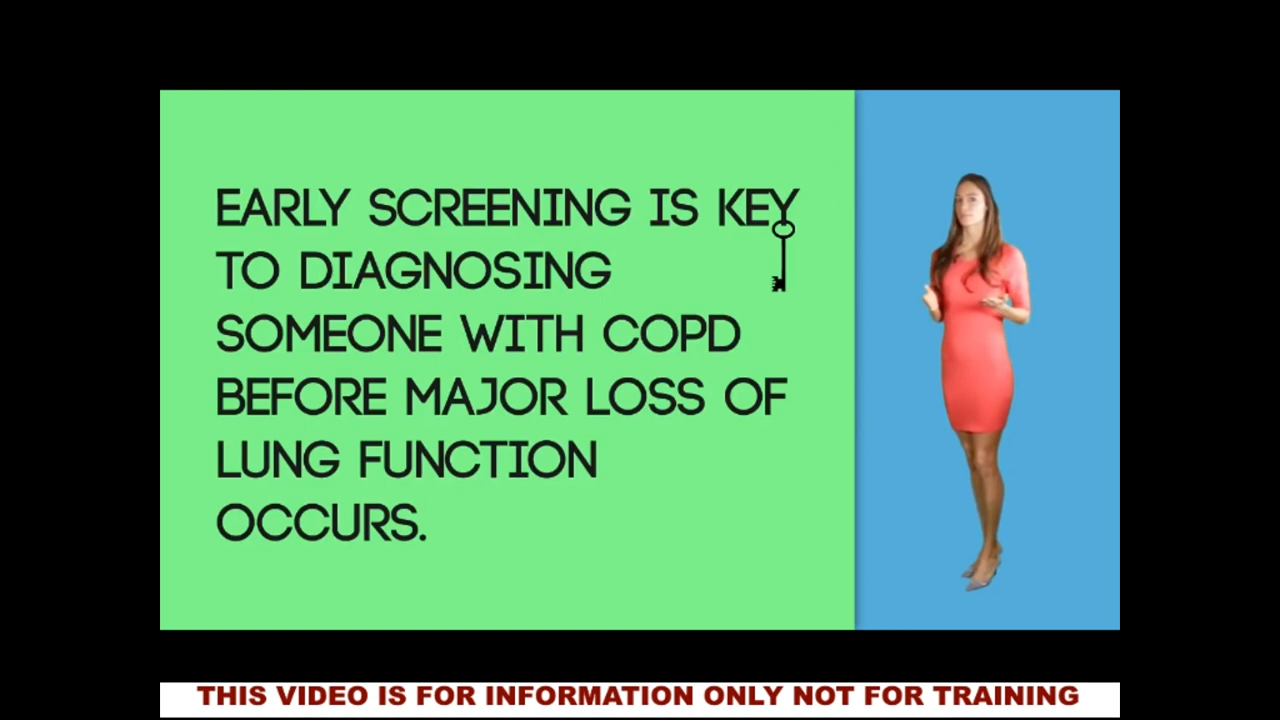 EARLY SCREENING IS KEY
TO DIAGNOSING
SOMEONE WITH COPD
BEFORE MAJOR LOSS OF
LUNG FUNCTION
OCCURS.
THIS VIDEO IS FOR INFORMATION ONLY NOT FOR TRAINING